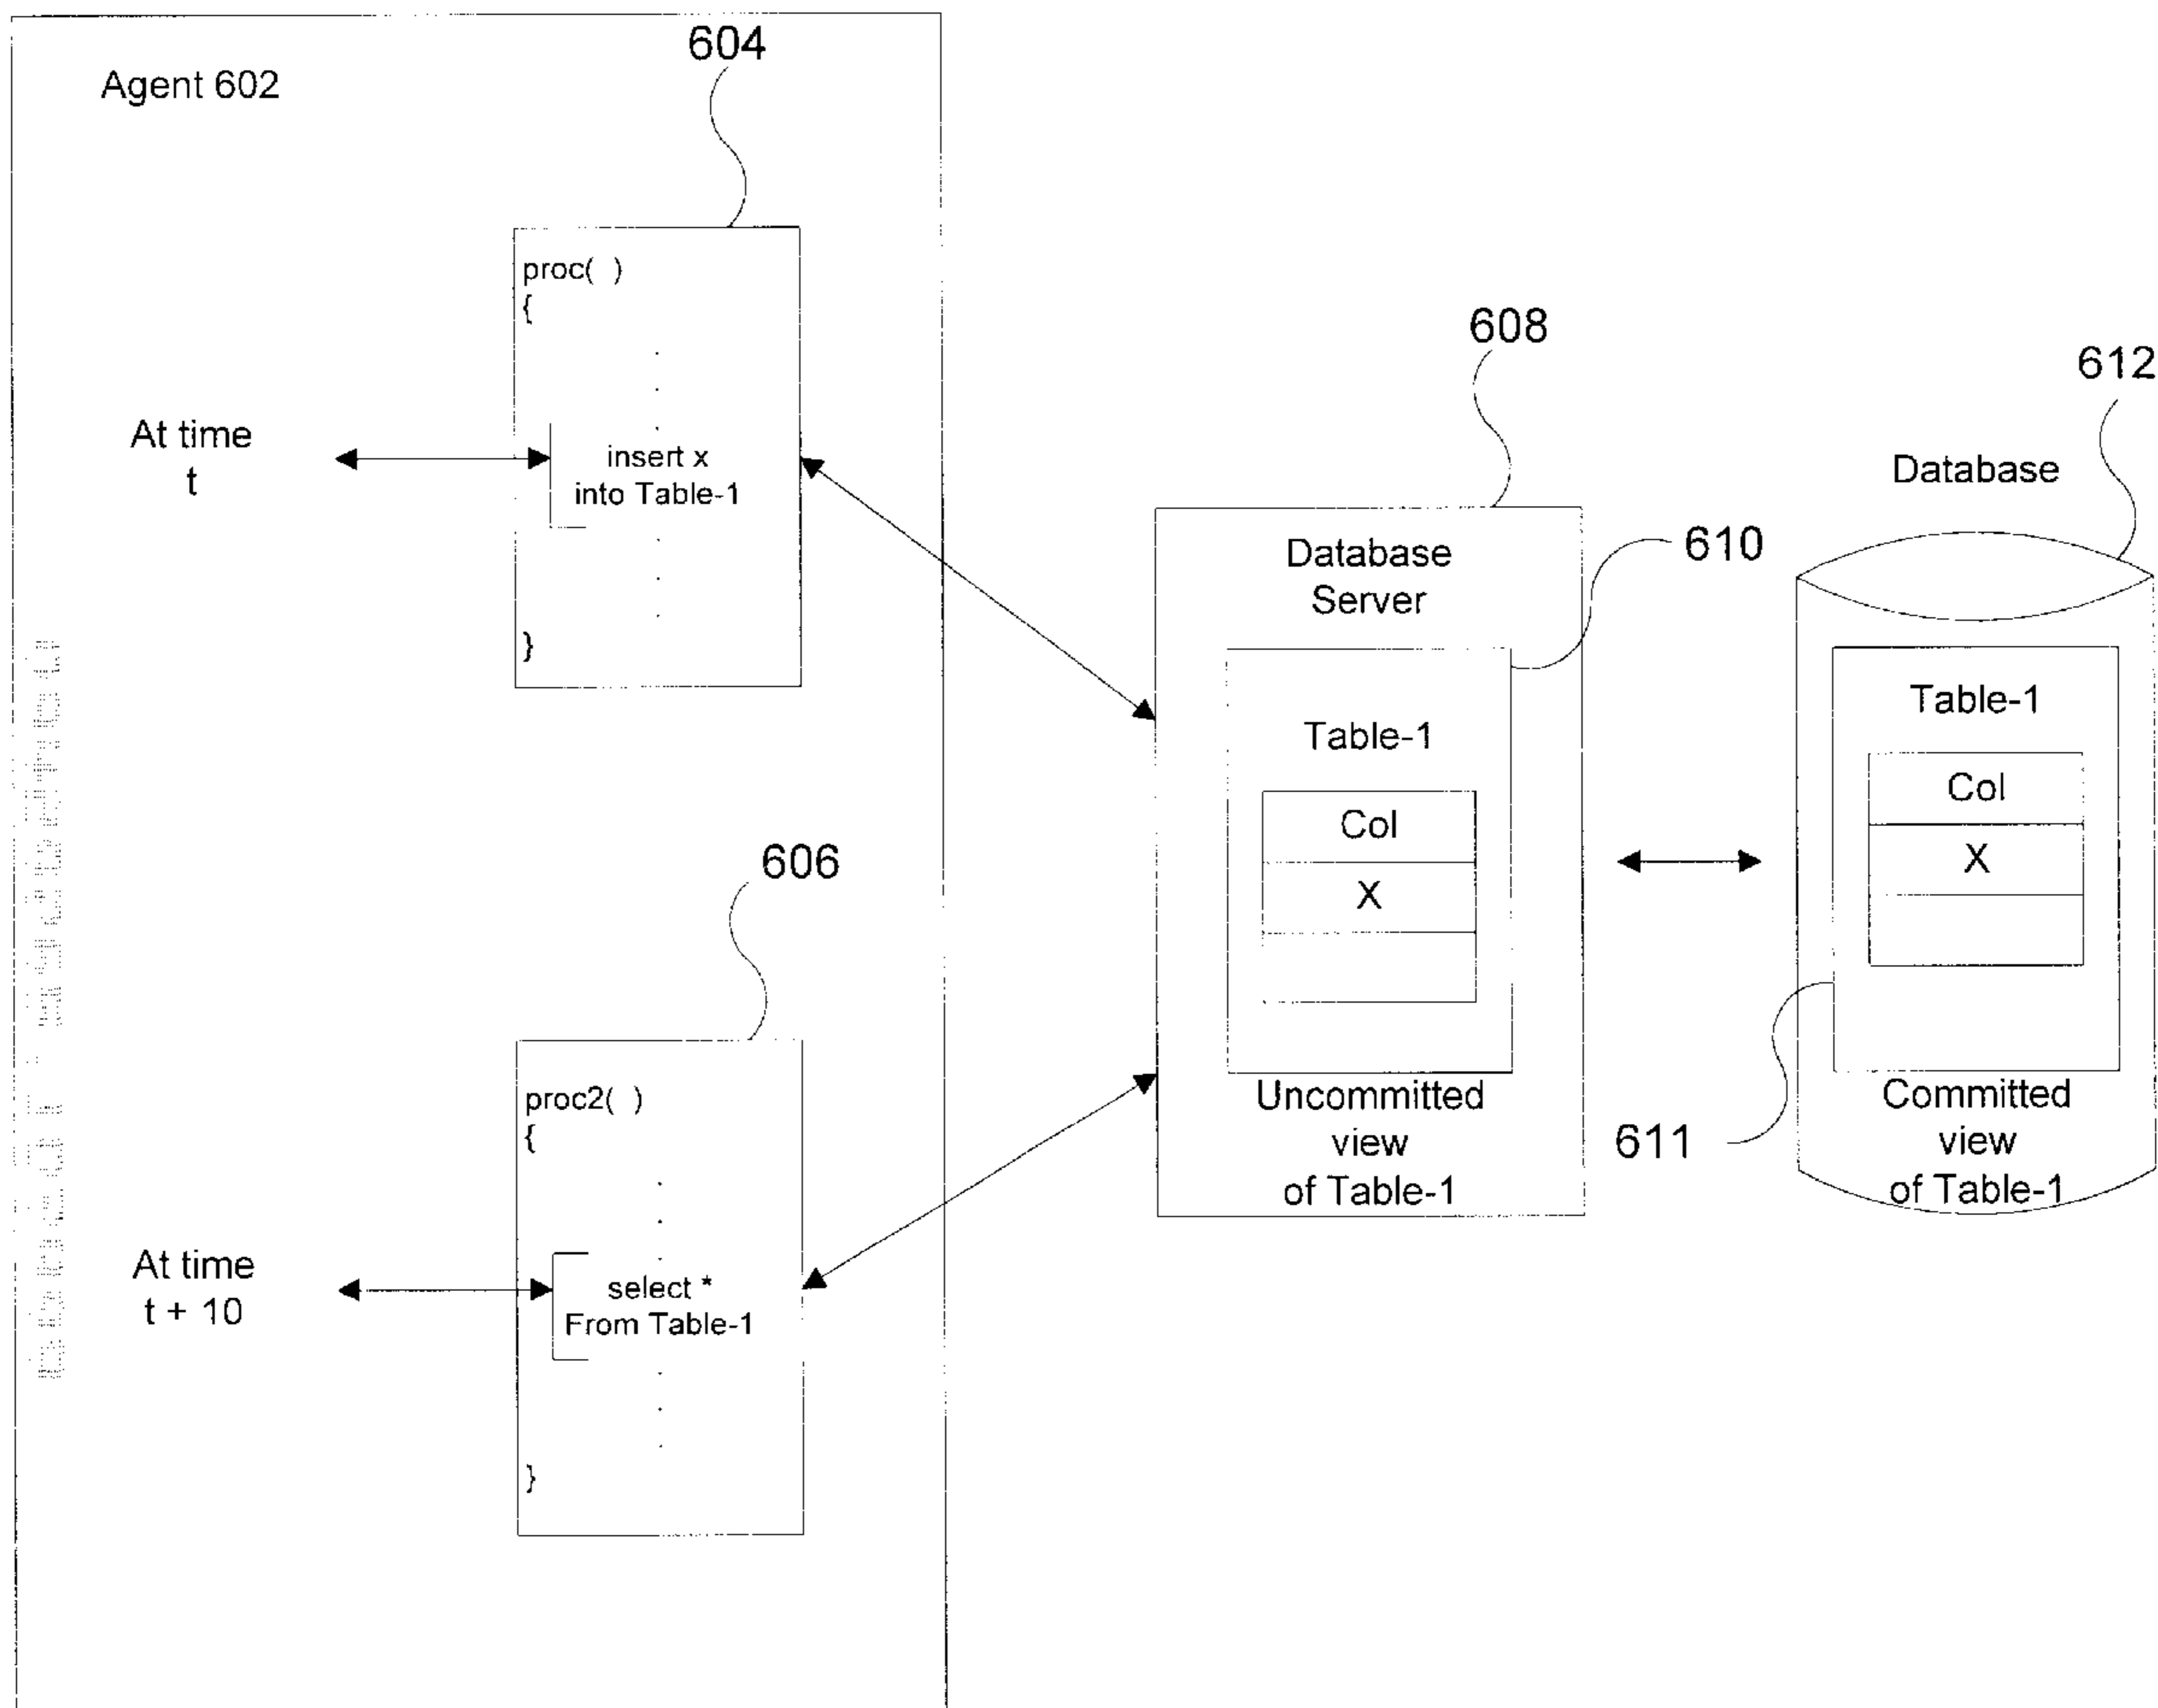 604
Agent 602
proc( )
{
.
.
.
At time
t
insert x
into Table-1
.
.
.
}
606
proc2( )
{
.
.
.
At time
t + 10
select *
From Table-1
.
.
.
}
608
Database
Server
610
Table-1
Col
X
Uncommitted
view
of Table-1
612
Database
Table-1
Col
X
611
Committed
view
of Table-1